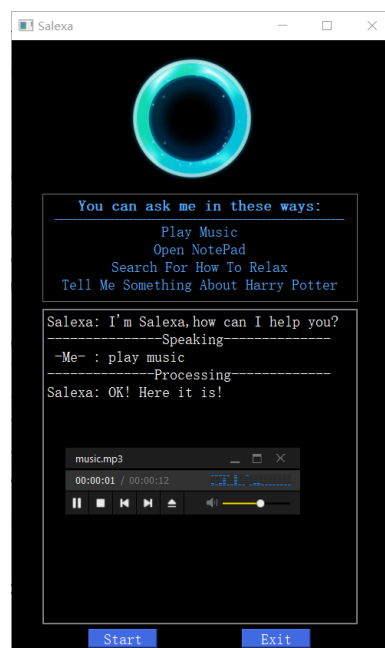 Salexa
You can ask me in these ways:
Play Music
Open NotePad
Search For How To Relax
Tell Me Something About Harry Potter
Salexa: I'm Salexa,how can I help you?
---------------Speaking--------------
-Me- : play music
--------------Processing-------------
Salexa: OK! Here it is!
music.mp3
00:00:01 / 00:00:12
Start Exit